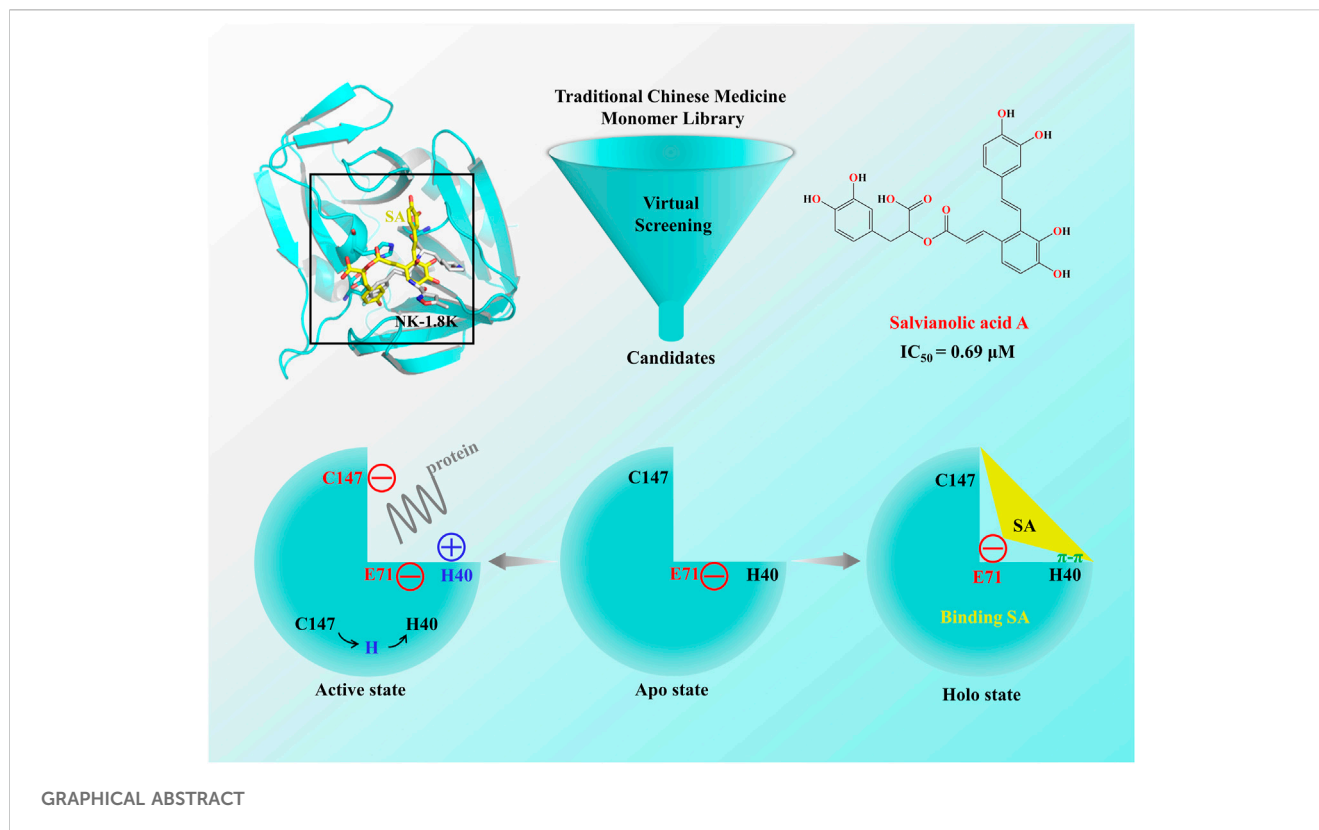 SA
NK-1.8K
Traditional Chinese Medicine
Monomer Library
Virtual
Screening
Candidates
OH
OH
HO
HO
HO
O
O
O
OH
OH
Salvianolic acid A
IC₅₀ = 0.69 μM
C147
protein
E71
H40
C147
H
H40
Active state
C147
E71
H40
Apo state
C147
SA
π-π
E71
H40
Binding SA
Holo state
GRAPHICAL ABSTRACT